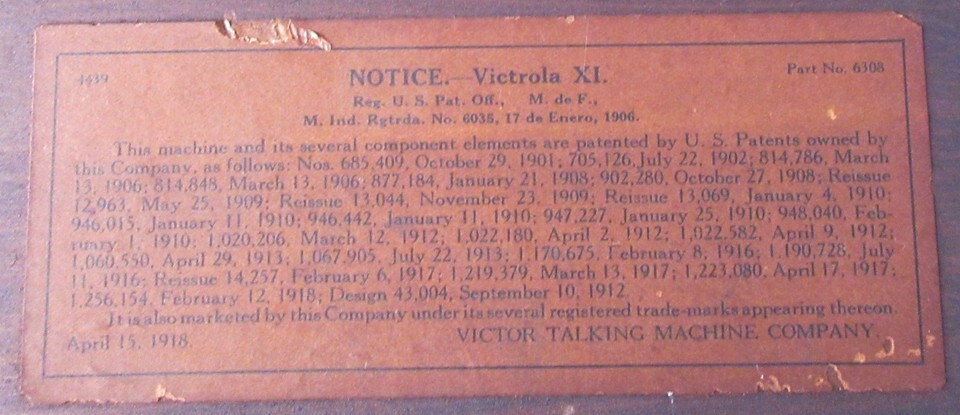 4439 NOTICE.—Victrola XI. Part No. 6308
Reg. U. S. Pat. Off., M. de F.,
M. Ind. Rgtrda. No. 6035, 17 de Enero, 1906.
This machine and its several component elements are patented by U. S. Patents owned by
this Company, as follows: Nos. 685,409, October 29, 1901; 705,126, July 22, 1902; 814,786, March
13, 1906; 814,848, March 13, 1906; 877,184, January 21, 1908; 902,280, October 27, 1908; Reissue
12,963, May 25, 1909; Reissue 13,044, November 23, 1909; Reissue 13,069, January 4, 1910;
946,015, January 11, 1910; 946,442, January 11, 1910; 947,227, January 25, 1910; 948,040, Feb-
ruary 1, 1910; 1,020,206, March 12, 1912; 1,022,180, April 2, 1912; 1,022,582, April 9, 1912;
1,060,550, April 29, 1913; 1,067,905, July 22, 1913; 1,170,675, February 8, 1916; 1,190,728, July
11, 1916; Reissue 14,257, February 6, 1917; 1,219,379, March 13, 1917; 1,223,080, April 17, 1917;
1,256,154, February 12, 1918; Design 43,004, September 10, 1912
It is also marketed by this Company under its several registered trade-marks appearing thereon.
April 15, 1918. VICTOR TALKING MACHINE COMPANY.